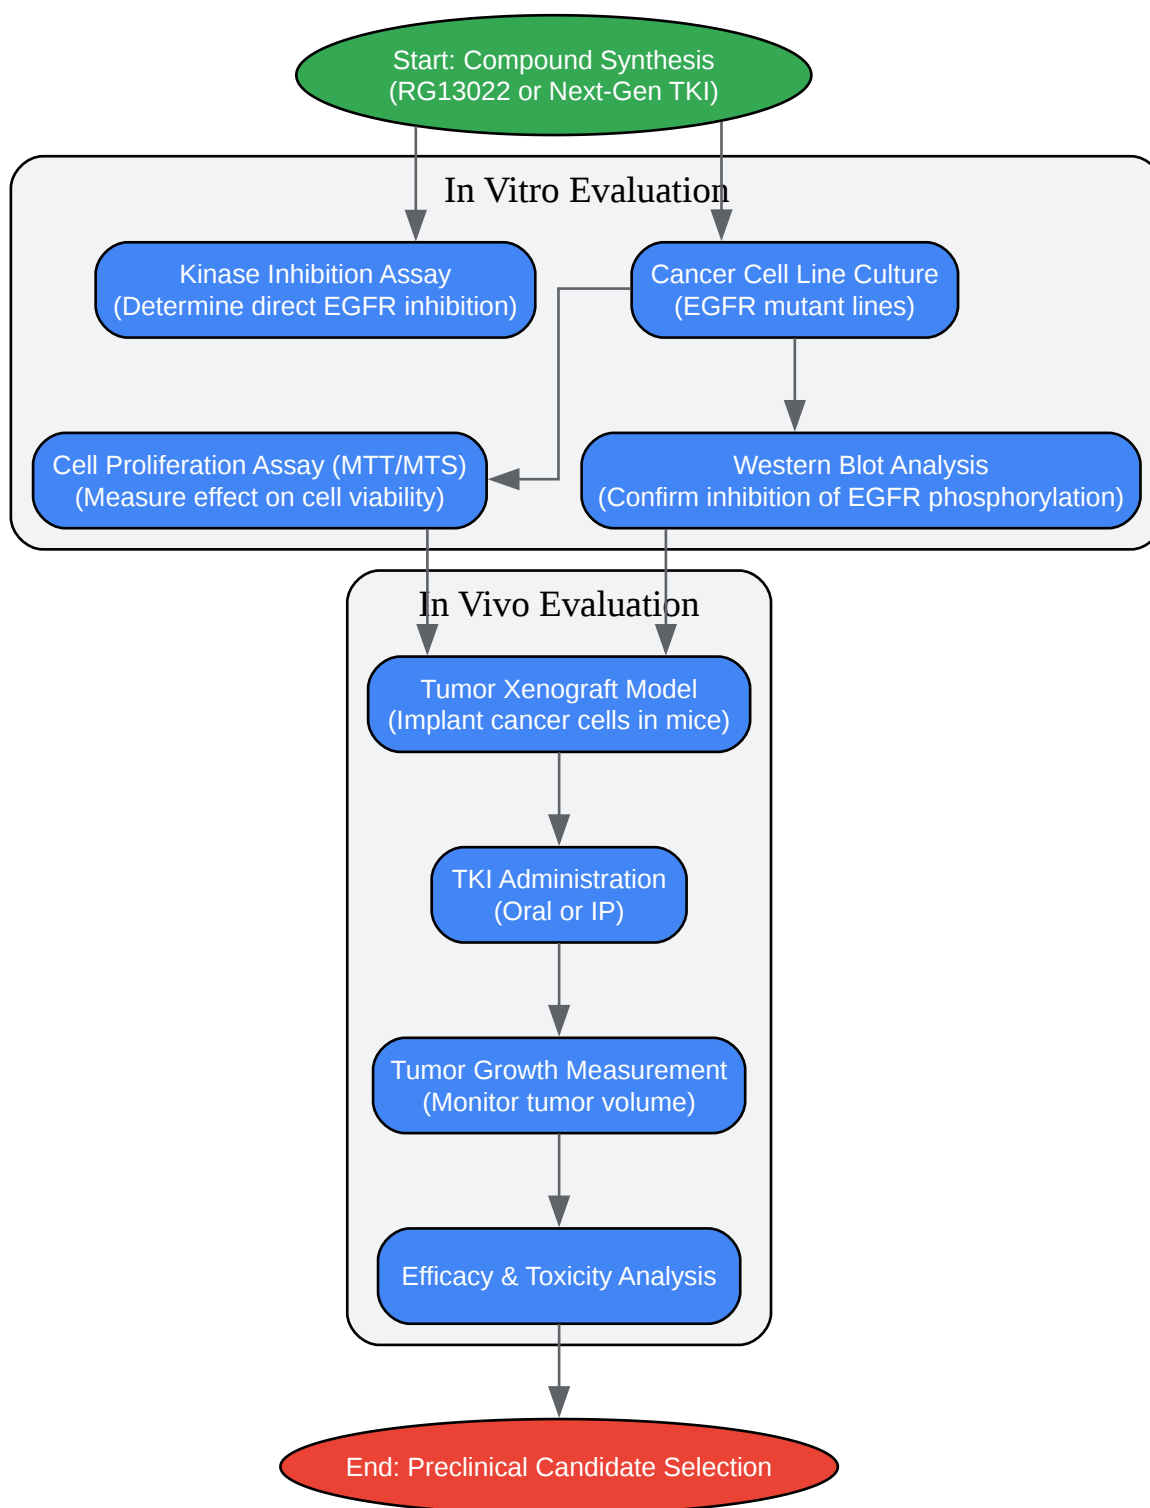 Start: Compound Synthesis
(RG13022 or Next-Gen TKI)
In Vitro Evaluation
Kinase Inhibition Assay
(Determine direct EGFR inhibition)
Cancer Cell Line Culture
(EGFR mutant lines)
Cell Proliferation Assay (MTT/MTS)
(Measure effect on cell viability)
Western Blot Analysis
(Confirm inhibition of EGFR phosphorylation)
In Vivo Evaluation
Tumor Xenograft Model
(Implant cancer cells in mice)
TKI Administration
(Oral or IP)
Tumor Growth Measurement
(Monitor tumor volume)
Efficacy & Toxicity Analysis
End: Preclinical Candidate Selection